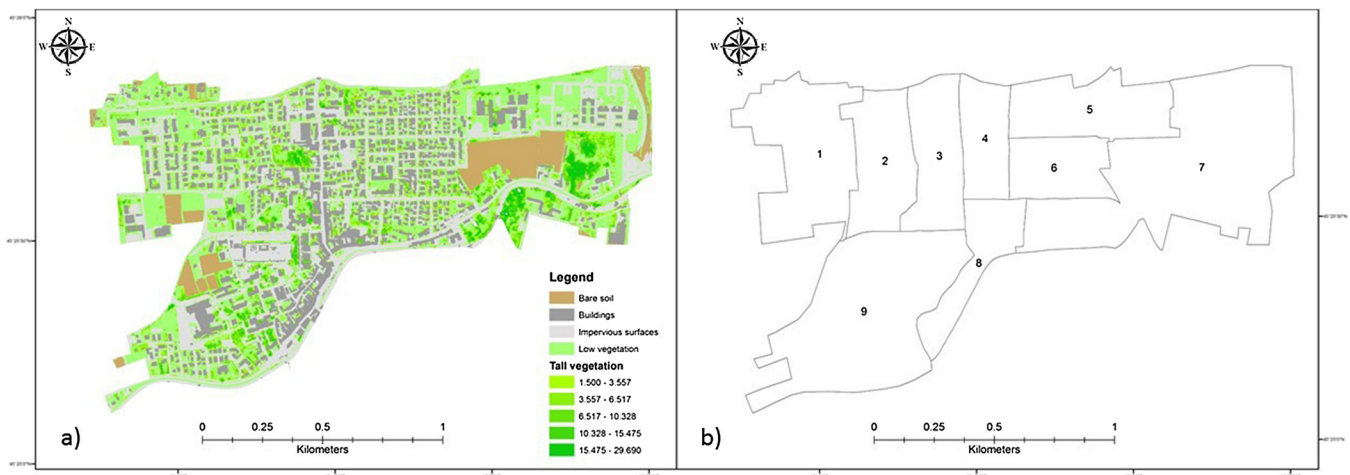 N
W E
S
Legend
Bare soil
Buildings
Impervious surfaces
Low vegetation
Tall vegetation
1.500 - 3.557
3.557 - 6.517
6.517 - 10.328
10.328 - 15.475
15.475 - 29.690
a)
0 0.25 0.5 1
Kilometers
N
W E
S
1
2
3
4
5
6
7
8
9
b)
0 0.25 0.5 1
Kilometers